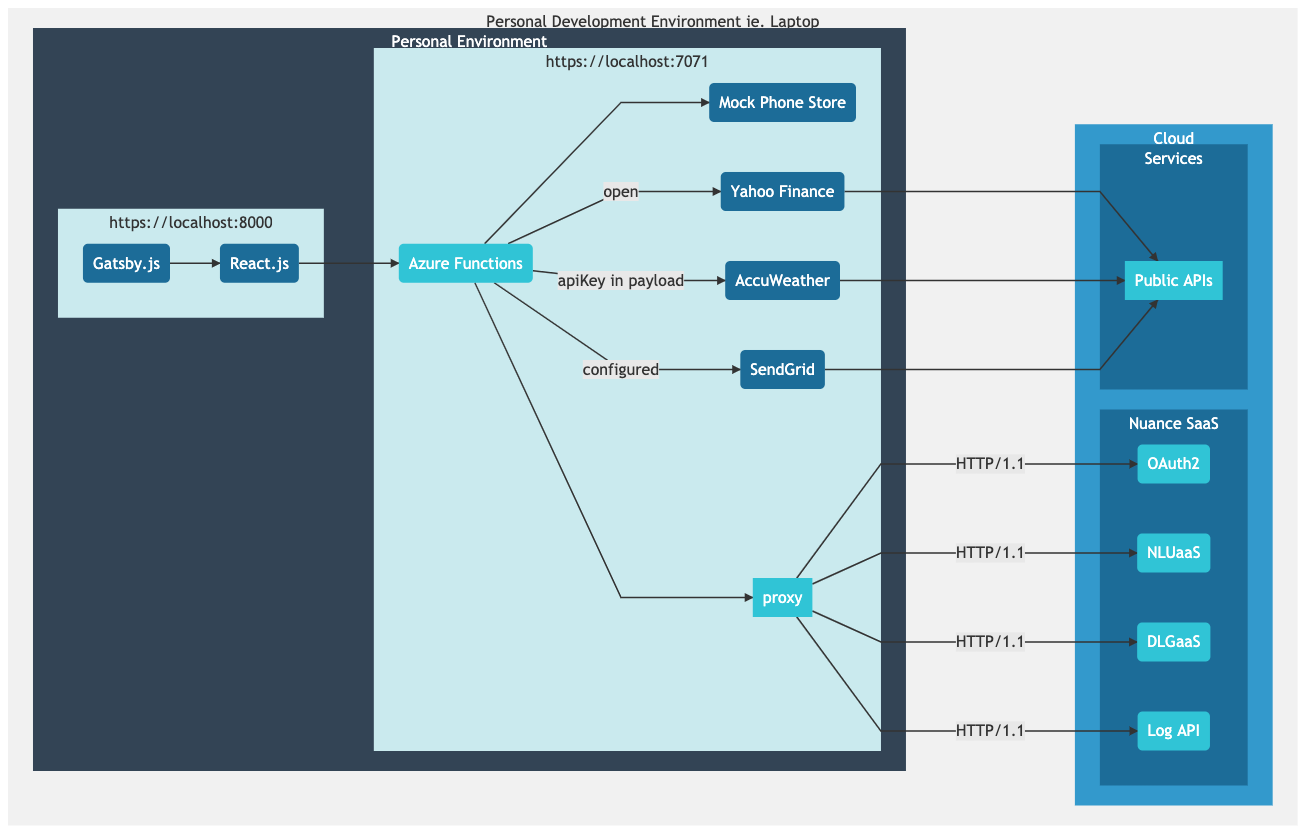 Personal Development Environment ie. Laptop
Personal Environment
https://localhost:7071
Mock Phone Store
Cloud
Services
open
Yahoo Finance
https://localhost:8000
Gatsby.js
React.js
Azure Functions
apiKey in payload
AccuWeather
Public APIs
configured
SendGrid
Nuance SaaS
HTTP/1.1
OAuth2
HTTP/1.1
NLUaaS
proxy
HTTP/1.1
DLGaaS
HTTP/1.1
Log API